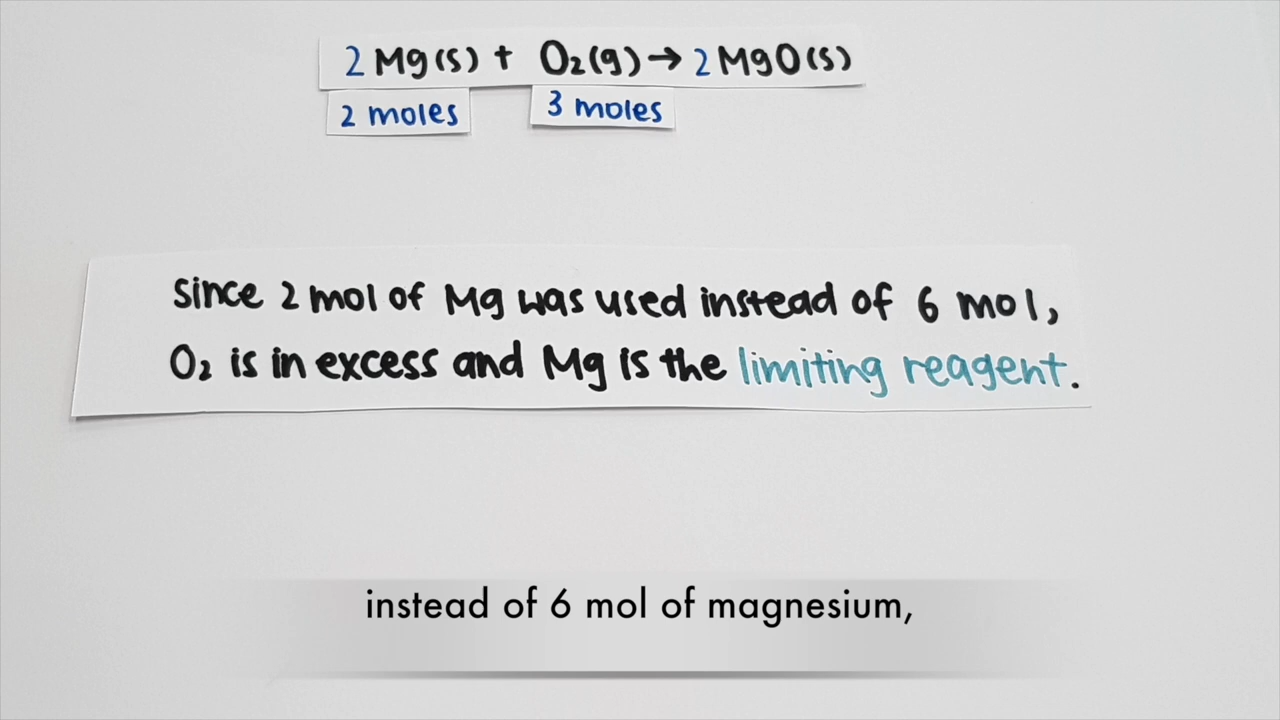 2 Mg(s) + O₂(g) → 2 MgO(s)
2 moles 3 moles
Since 2 mol of Mg was used instead of 6 mol,
O₂ is in excess and Mg is the limiting reagent.
instead of 6 mol of magnesium,